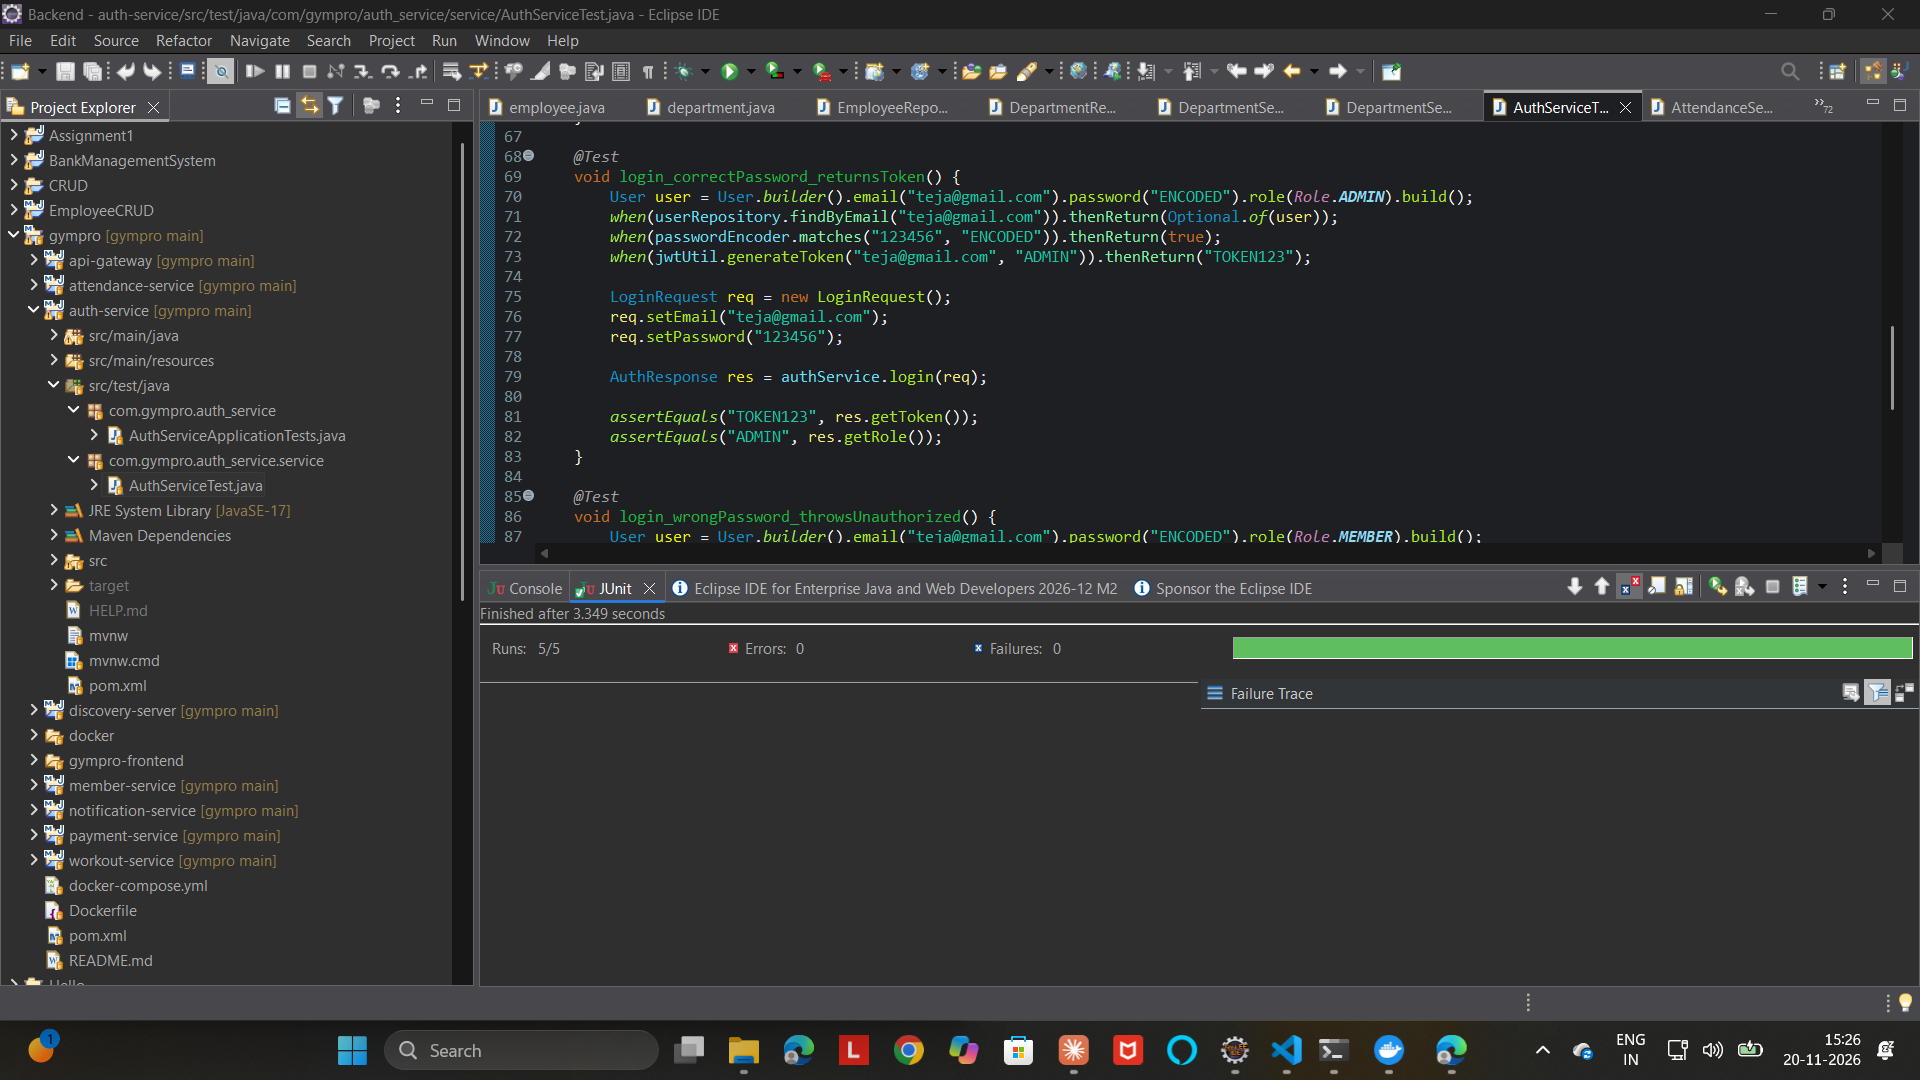 Backend - auth-service/src/test/java/com/gympro/auth_service/service/AuthServiceTest.java - Eclipse IDE
File Edit Source Refactor Navigate Search Project Run Window Help
Project Explorer
Assignment1
BankManagementSystem
CRUD
EmployeeCRUD
gympro [gympro main]
api-gateway [gympro main]
attendance-service [gympro main]
auth-service [gympro main]
src/main/java
src/main/resources
src/test/java
com.gympro.auth_service
AuthServiceApplicationTests.java
com.gympro.auth_service.service
AuthServiceTest.java
JRE System Library [JavaSE-17]
Maven Dependencies
src
target
HELP.md
mvnw
mvnw.cmd
pom.xml
discovery-server [gympro main]
docker
gympro-frontend
member-service [gympro main]
notification-service [gympro main]
payment-service [gympro main]
workout-service [gympro main]
docker-compose.yml
Dockerfile
pom.xml
README.md
Hello
employee.java department.java EmployeeRepo... DepartmentRe... DepartmentSe... DepartmentSe... AuthServiceT... AttendanceSe... »72
67
68 @Test
69 void login_correctPassword_returnsToken() {
70 User user = User.builder().email("teja@gmail.com").password("ENCODED").role(Role.ADMIN).build();
71 when(userRepository.findByEmail("teja@gmail.com")).thenReturn(Optional.of(user));
72 when(passwordEncoder.matches("123456", "ENCODED")).thenReturn(true);
73 when(jwtUtil.generateToken("teja@gmail.com", "ADMIN")).thenReturn("TOKEN123");
74
75 LoginRequest req = new LoginRequest();
76 req.setEmail("teja@gmail.com");
77 req.setPassword("123456");
78
79 AuthResponse res = authService.login(req);
80
81 assertEquals("TOKEN123", res.getToken());
82 assertEquals("ADMIN", res.getRole());
83 }
84
85 @Test
86 void login_wrongPassword_throwsUnauthorized() {
87 User user = User.builder().email("teja@gmail.com").password("ENCODED").role(Role.MEMBER).build();
Console JUnit Eclipse IDE for Enterprise Java and Web Developers 2026-12 M2 Sponsor the Eclipse IDE
Finished after 3.349 seconds
Runs: 5/5 Errors: 0 Failures: 0
Failure Trace
1
Search
L
ENG
IN
15:26
20-11-2026